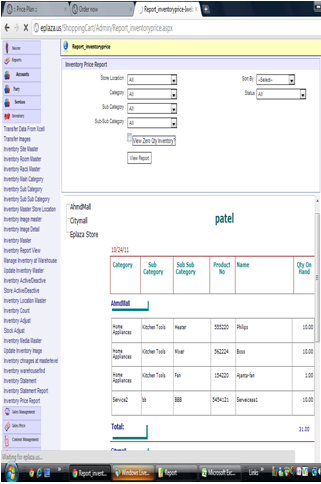 :: Price Plan ::
Order now
Report_inventoryprice-liveb
eplaza.us/ShoppingCart/Admin/Report_inventoryprice.aspx
Master
Reports
Accounts
Party
Services
Inventory
Transfer Data From Xcell
Transfer Images
Inventory Site Master
Inventory Room Master
Inventory Rack Master
Inventory Main Category
Inventory Sub Category
Inventory Sub Sub Category
Master Store Location
Inventory Image master
Inventory Image Detail
Inventory Master
Inventory Report View
Manage Inventory at Warehouse
Update Inventory Master
Inventory Active/Deactive
Store Active/Deactive
Inventory Location Master
Inventory Count
Inventory Adjust
Stock Adjust
Inventory Media Master
Update Inventory Image
Inventory chnages at masterlevel
Inventory warehousefind
Inventory Statement
Inventory Statement Report
Inventory Price Report
Sales Management
Sales Price
Content Management
Report_inventoryprice
Inventory Price Report
Store Location All
Sort By -Select-
Category All
Status All
Sub Category All
Sub-Sub Category All
View Zero Qty Inventory?
View Report
AhmdMall
Citymall
Eplaza Store
patel
10/24/11
Category Sub Category Sub Sub Category Product No Name Qty On Hand
AhmdMall
Home Appliances Kitchen Tools Heater 555220 Philips 10.00
Home Appliances Kitchen Tools Mixer 562224 Boss 10.00
Home Appliances Kitchen Tools Fan 154220 Ajanta-fan 1.00
Service2 bb BBB 5454121 Serviceas1 10.00
Total: 31.00
Citymall
Waiting for eplaza.us...
Report_invent...
Windows Live...
Report
Microsoft Exc...
Links